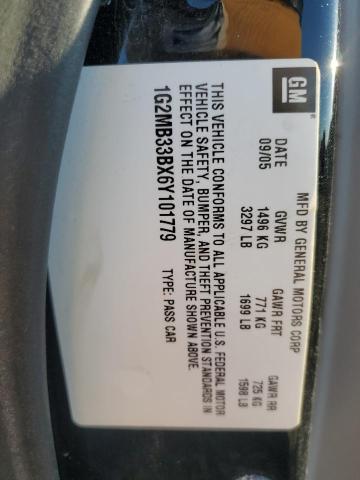 GM
MFD BY GENERAL MOTORS CORP
DATE GVWR GAWR FRT GAWR RR
09/05 1496 KG 771 KG 725 KG
3297 LB 1699 LB 1598 LB
THIS VEHICLE CONFORMS TO ALL APPLICABLE U.S. FEDERAL MOTOR
VEHICLE SAFETY, BUMPER, AND THEFT PREVENTION STANDARDS IN
EFFECT ON THE DATE OF MANUFACTURE SHOWN ABOVE.
1G2MB33BX6Y101779 TYPE: PASS CAR